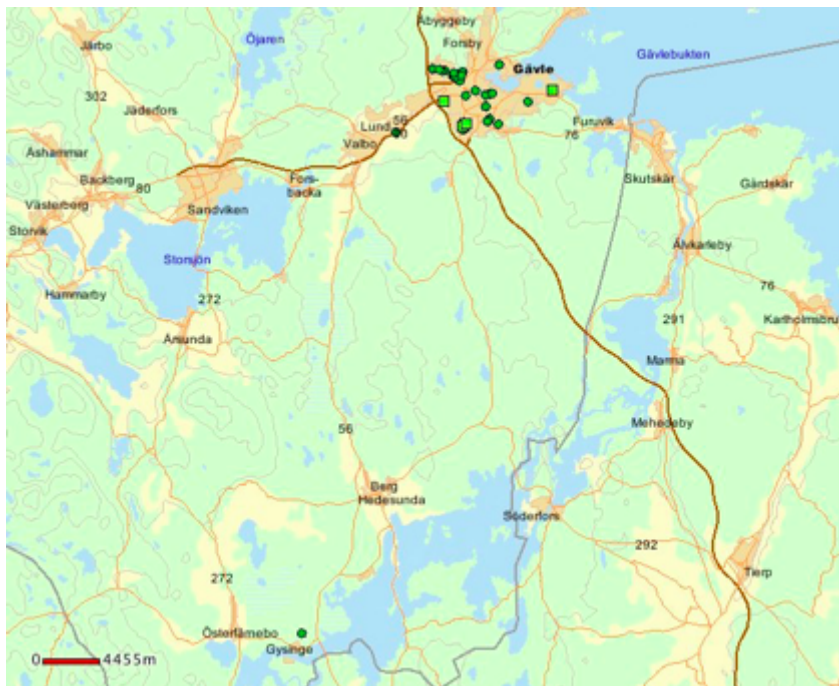 Åbyggeby
Järbo
Öjaren
Forsby
Gävlebukten
Gävle
302
Jäderfors
56
Lund
Furuvik
76
Valbo
Åshammar
Backberg
80
Fors-
backa
Skutskär
Gårdskär
Västerberg
Sandviken
Storvik
Älvkarleby
Storsjön
Hammarby
272
76
291
Karlholmsbru
Årsunda
Marma
Mehedeby
56
Berg
Hedesunda
Söderfors
292
272
Tierp
Österfärnebo
Gysinge
0 4455m